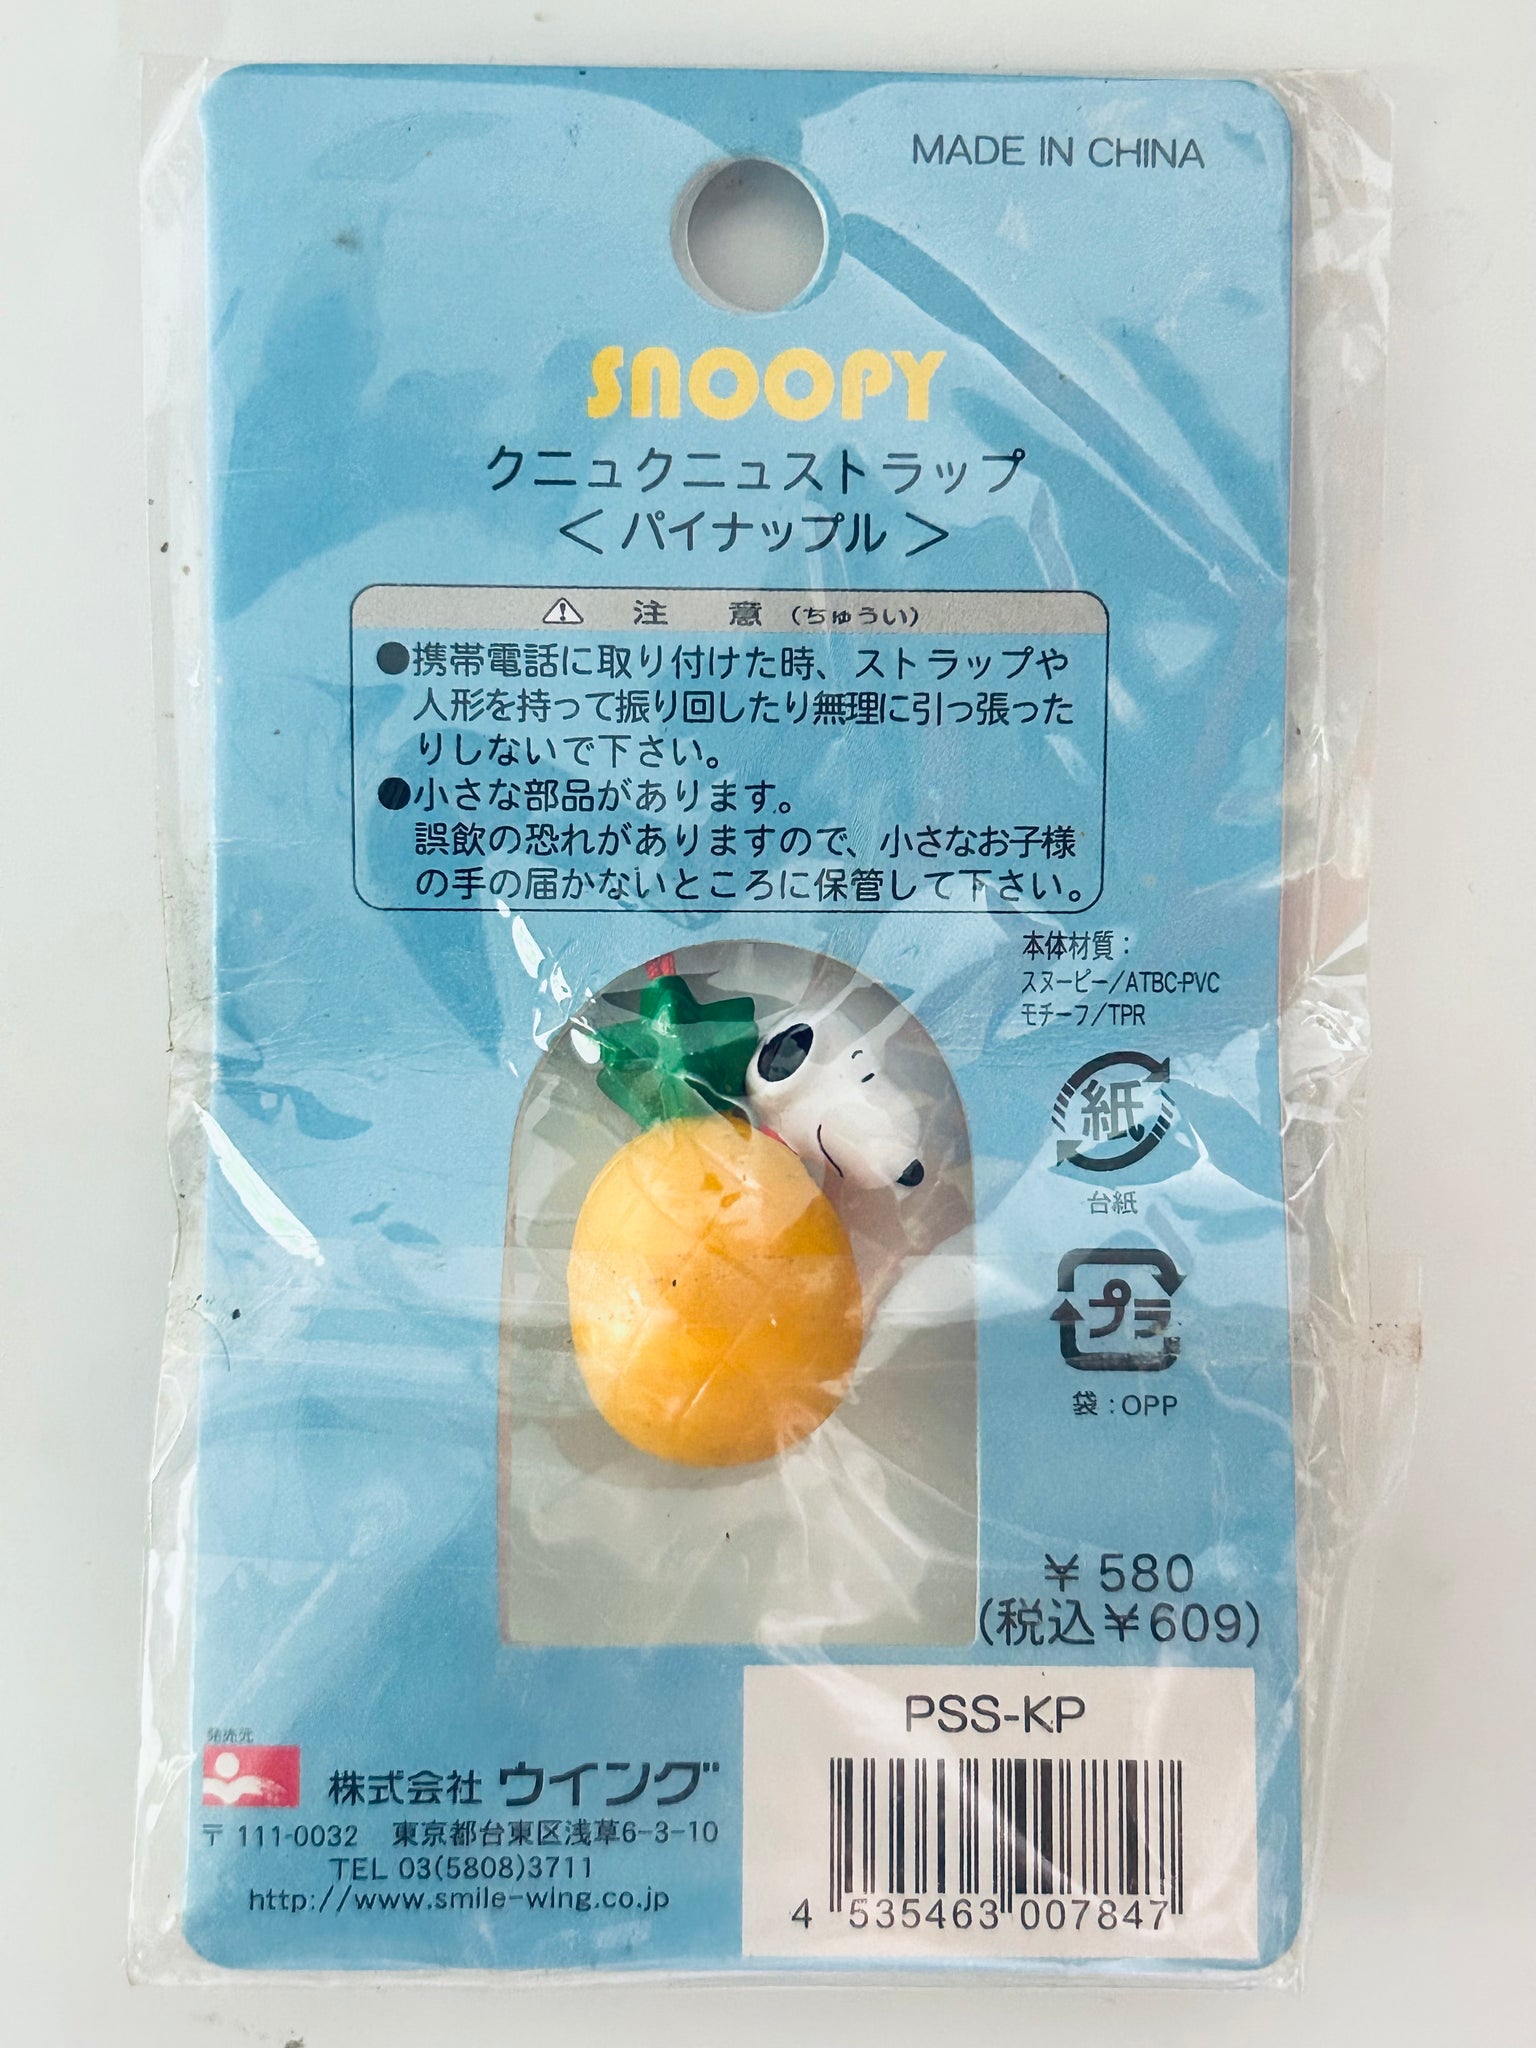 MADE IN CHINA
SNOOPY
クニュクニュストラップ
＜パイナップル＞
⚠ 注 意（ちゅうい）
●携帯電話に取り付けた時、ストラップや
人形を持って振り回したり無理に引っ張った
りしないで下さい。
●小さな部品があります。
誤飲の恐れがありますので、小さなお子様
の手の届かないところに保管して下さい。
本体材質：
スヌーピー/ATBC-PVC
モチーフ/TPR
紙
台紙
プラ
袋：OPP
￥580
(税込￥609)
PSS-KP
4 535463 007847
発売元
株式会社 ウイング
〒111-0032 東京都台東区浅草6-3-10
TEL 03(5808)3711
http://www.smile-wing.co.jp